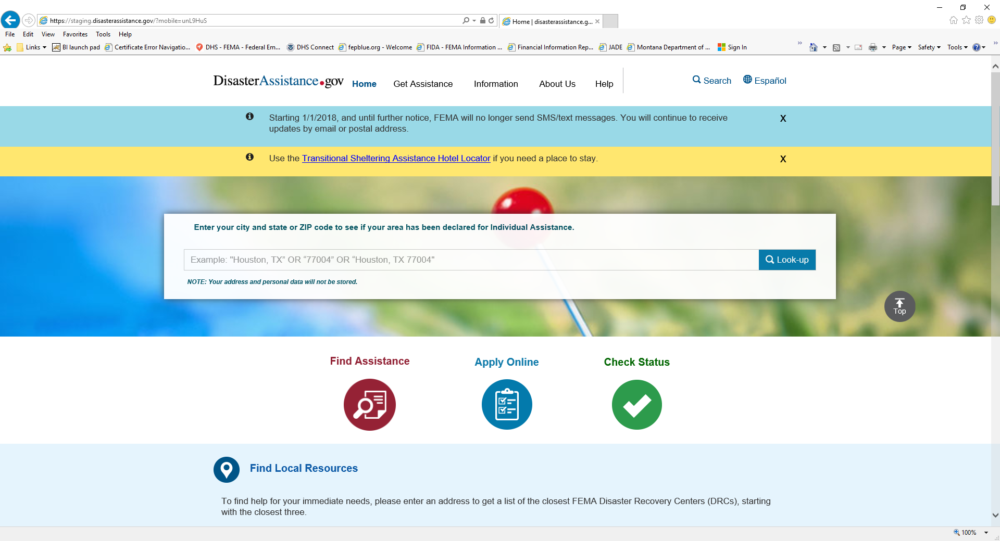 https://staging.disasterassistance.gov/?mobile=unL9HuS
Home | disasterassistance.g...
File Edit View Favorites Tools Help
Links BI launch pad Certificate Error Navigatio... DHS - FEMA - Federal Em... DHS Connect fepblue.org - Welcome FIDA - FEMA Information ... Financial Information Rep... JADE Montana Department of ... Sign In
Page Safety Tools
DisasterAssistance.gov Home Get Assistance Information About Us Help Search Español
Starting 1/1/2018, and until further notice, FEMA will no longer send SMS/text messages. You will continue to receive X
updates by email or postal address.
Use the Transitional Sheltering Assistance Hotel Locator if you need a place to stay. X
Enter your city and state or ZIP code to see if your area has been declared for Individual Assistance.
Example: "Houston, TX” OR “77004” OR “Houston, TX 77004" Look-up
NOTE: Your address and personal data will not be stored.
Top
Find Assistance Apply Online Check Status
Find Local Resources
To find help for your immediate needs, please enter an address to get a list of the closest FEMA Disaster Recovery Centers (DRCs), starting
with the closest three.
100%